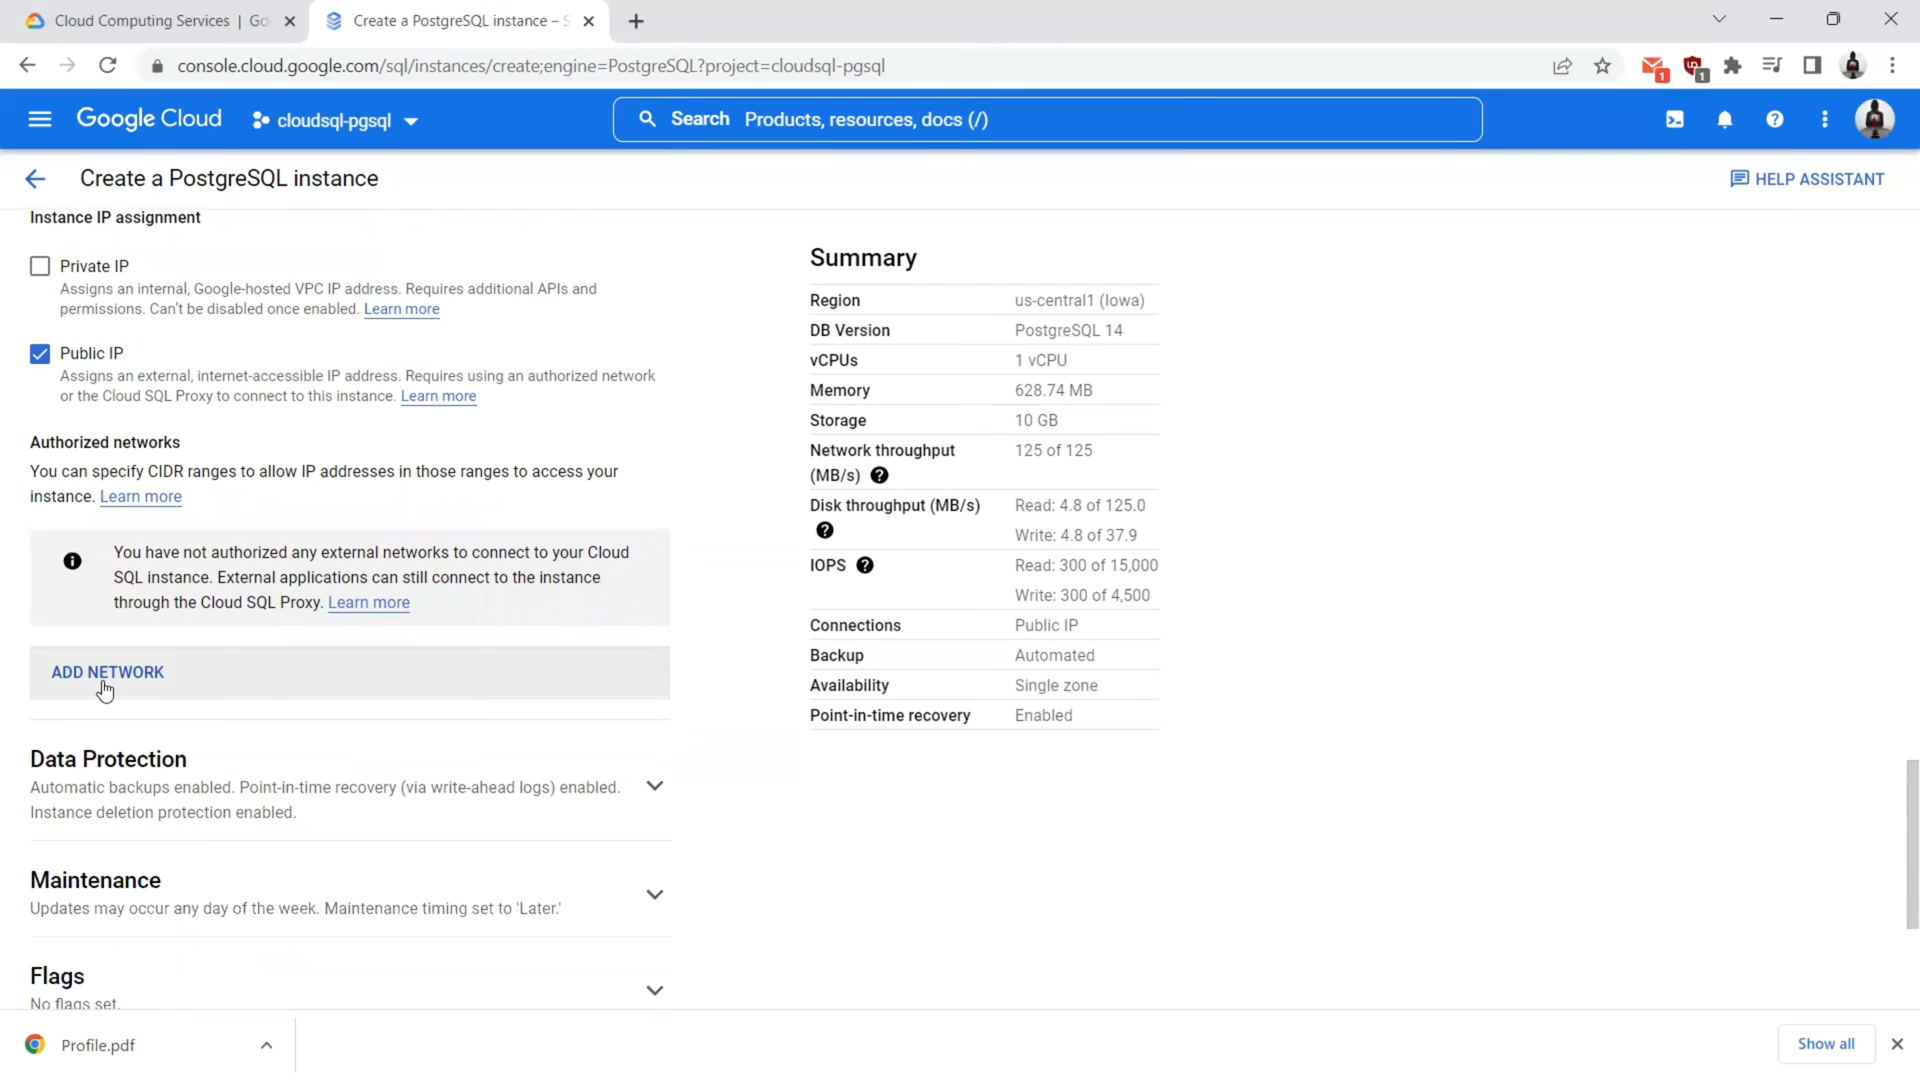 Cloud Computing Services | Go
Create a PostgreSQL instance – S
console.cloud.google.com/sql/instances/create;engine=PostgreSQL?project=cloudsql-pgsql
1
1
Google Cloud
cloudsql-pgsql
Search Products, resources, docs (/)
Create a PostgreSQL instance
HELP ASSISTANT
Instance IP assignment
Private IP
Assigns an internal, Google-hosted VPC IP address. Requires additional APIs and
permissions. Can't be disabled once enabled. Learn more
Public IP
Assigns an external, internet-accessible IP address. Requires using an authorized network
or the Cloud SQL Proxy to connect to this instance. Learn more
Authorized networks
You can specify CIDR ranges to allow IP addresses in those ranges to access your
instance. Learn more
You have not authorized any external networks to connect to your Cloud
SQL instance. External applications can still connect to the instance
through the Cloud SQL Proxy. Learn more
ADD NETWORK
Data Protection
Automatic backups enabled. Point-in-time recovery (via write-ahead logs) enabled.
Instance deletion protection enabled.
Maintenance
Updates may occur any day of the week. Maintenance timing set to 'Later.'
Flags
No flags set.
Summary
Region us-central1 (Iowa)
DB Version PostgreSQL 14
vCPUs 1 vCPU
Memory 628.74 MB
Storage 10 GB
Network throughput 125 of 125
(MB/s)
Disk throughput (MB/s) Read: 4.8 of 125.0
Write: 4.8 of 37.9
IOPS Read: 300 of 15,000
Write: 300 of 4,500
Connections Public IP
Backup Automated
Availability Single zone
Point-in-time recovery Enabled
Profile.pdf
Show all